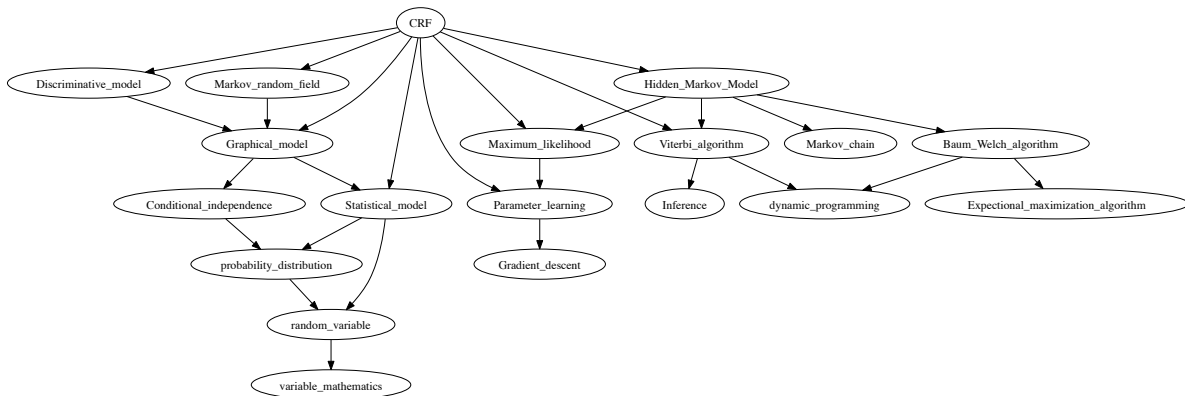 CRF
Discriminative_model
Markov_random_field
Hidden_Markov_Model
Graphical_model
Maximum_likelihood
Viterbi_algorithm
Markov_chain
Baum_Welch_algorithm
Conditional_independence
Statistical_model
Parameter_learning
Inference
dynamic_programming
Expectional_maximization_algorithm
probability_distribution
Gradient_descent
random_variable
variable_mathematics